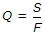 Q = S/F